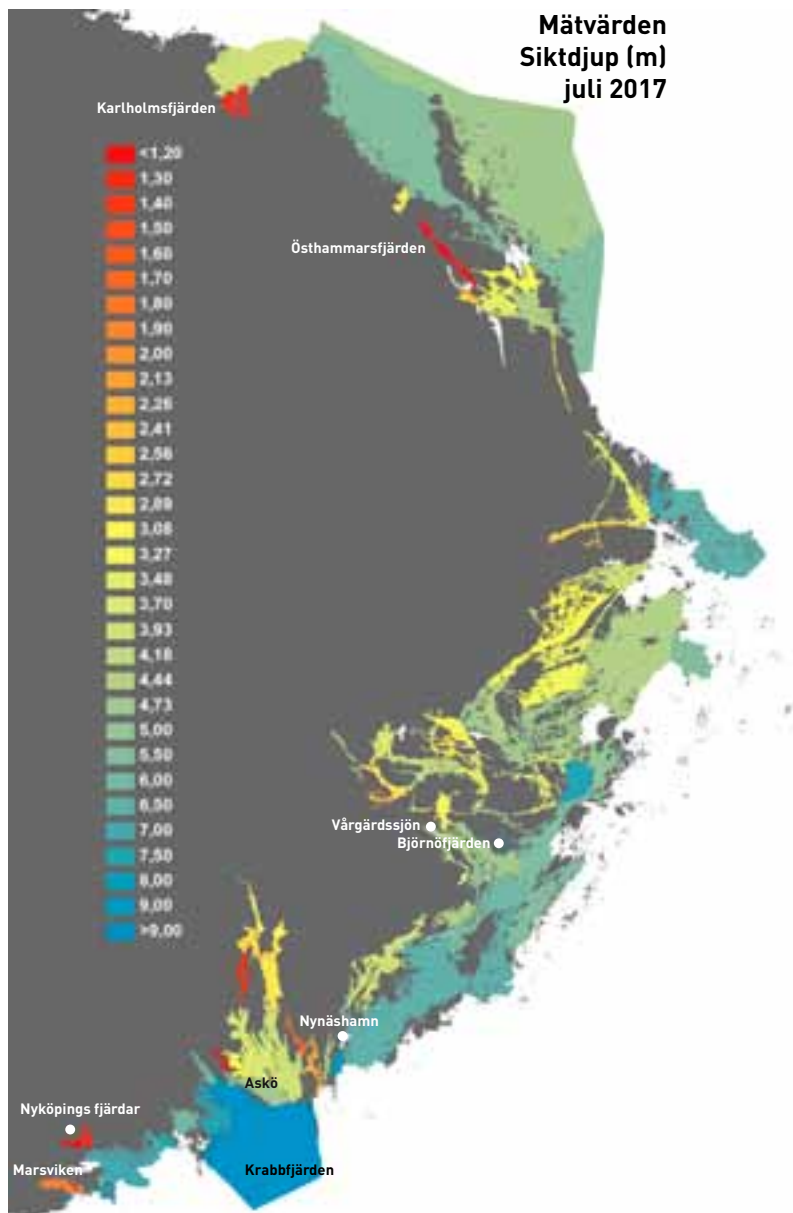 Mätvärden
Siktdjup (m)
juli 2017
Karlholmsfjärden
<1,20
1,30
1,40
1,50
1,60
1,70
1,80
1,90
2,00
2,13
2,26
2,41
2,56
2,72
2,89
3,08
3,27
3,48
3,70
3,93
4,18
4,44
4,73
5,00
5,50
6,00
6,50
7,00
7,50
8,00
9,00
>9,00
Östhammarsfjärden
Vårgärdssjön
Björnöfjärden
Nynäshamn
Askö
Nyköpings fjärdar
Marsviken
Krabbfjärden